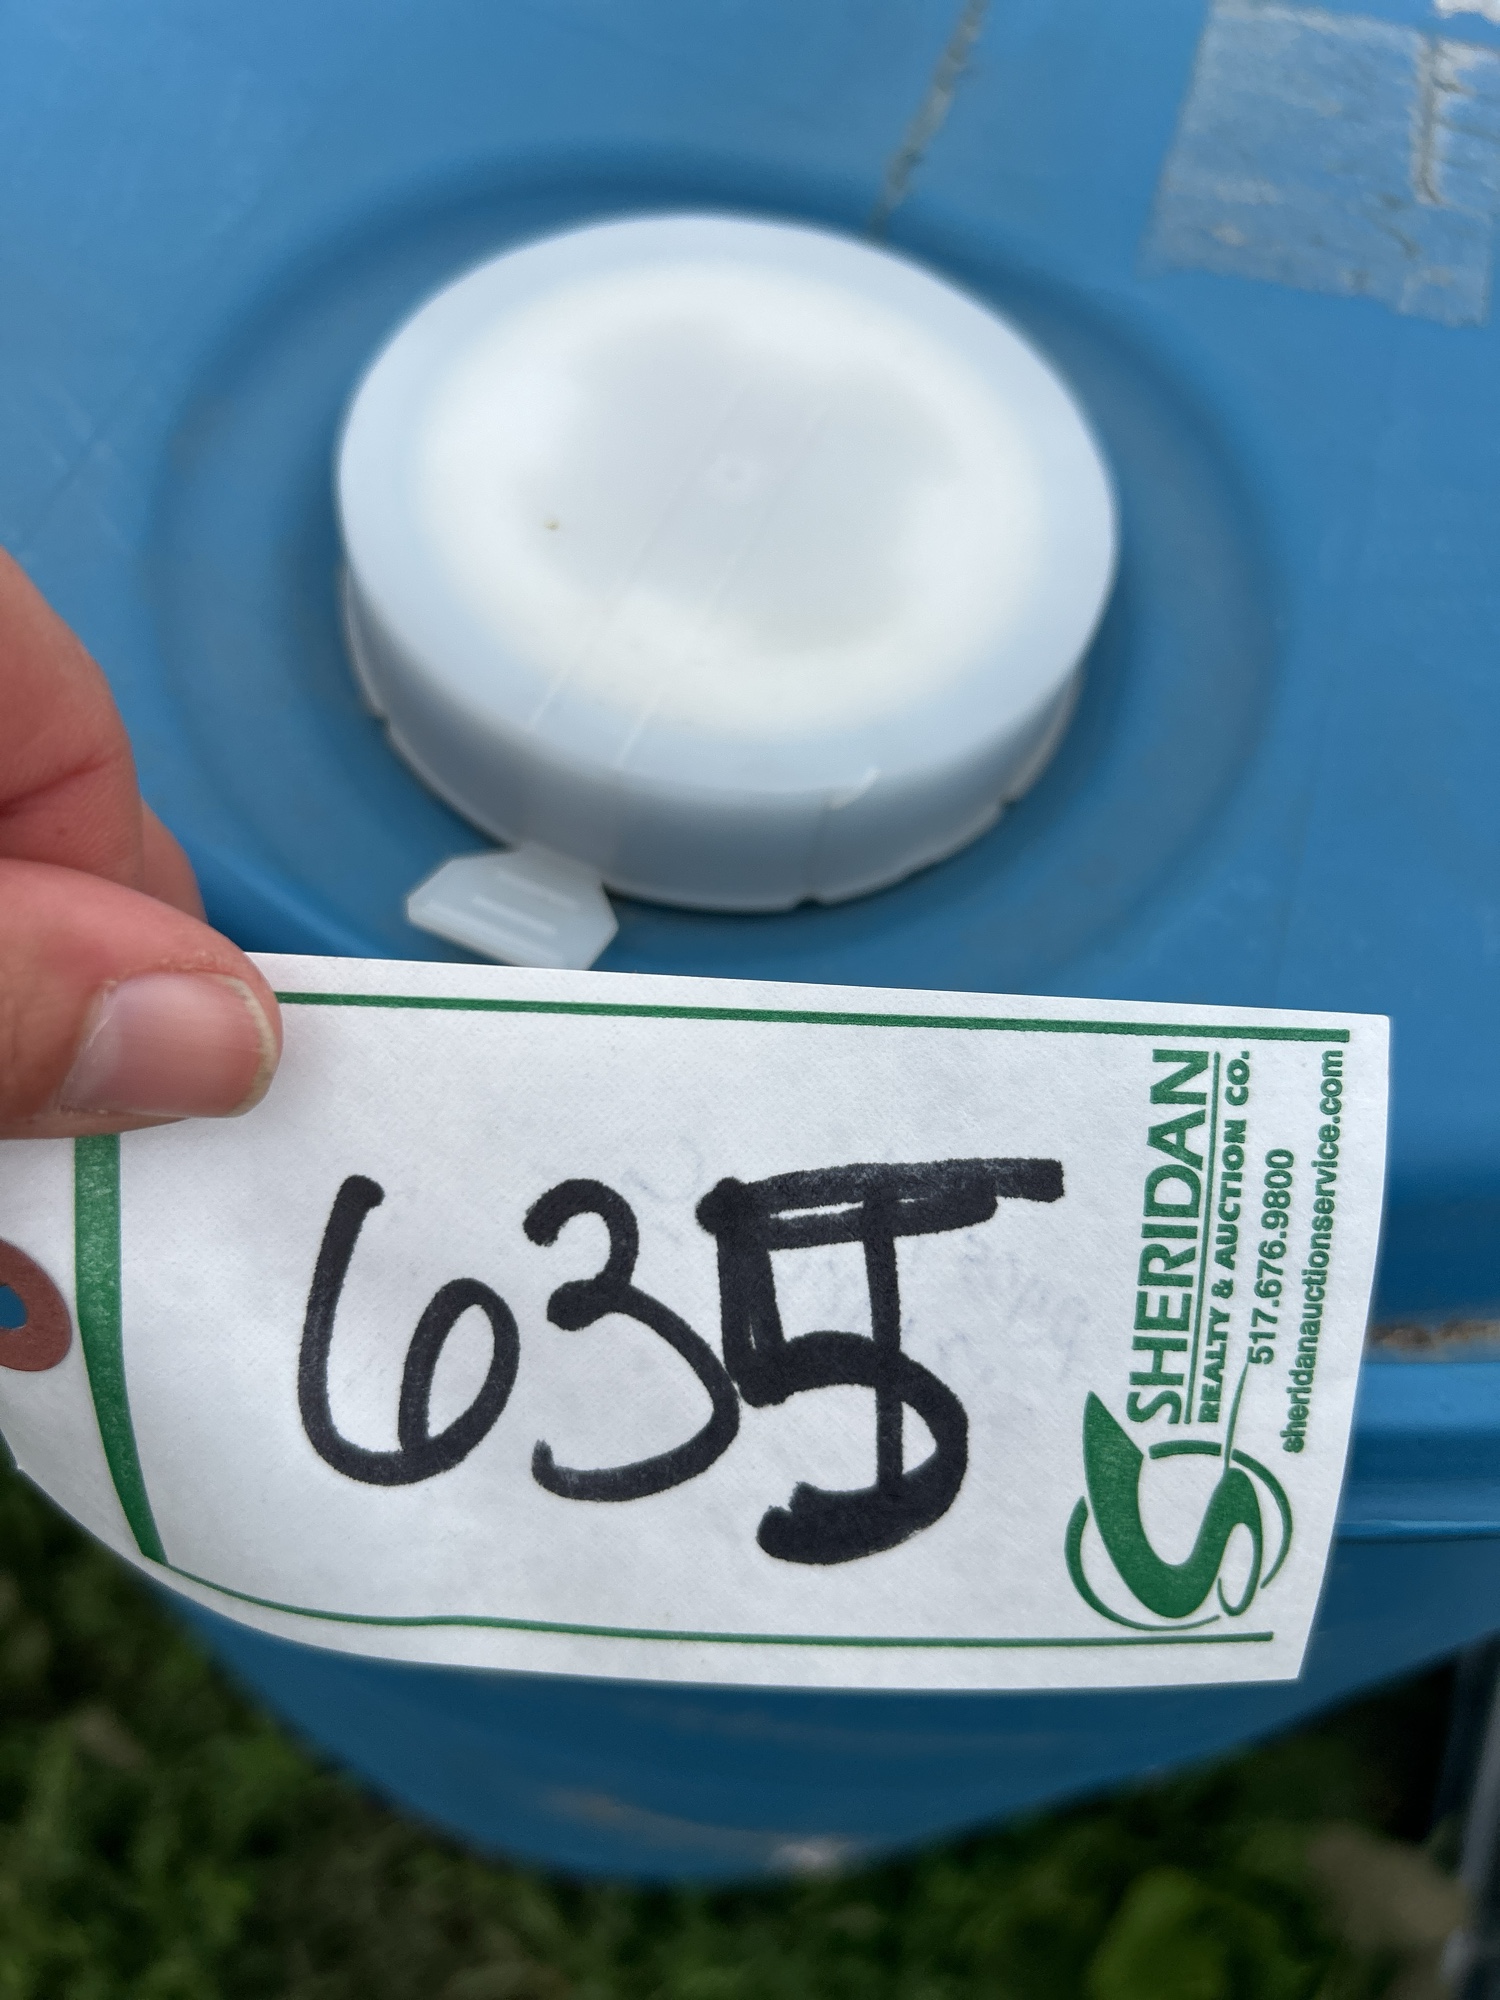 635
SHERIDAN
REALTY & AUCTION CO.
517.676.9800
sheridanauctionservice.com